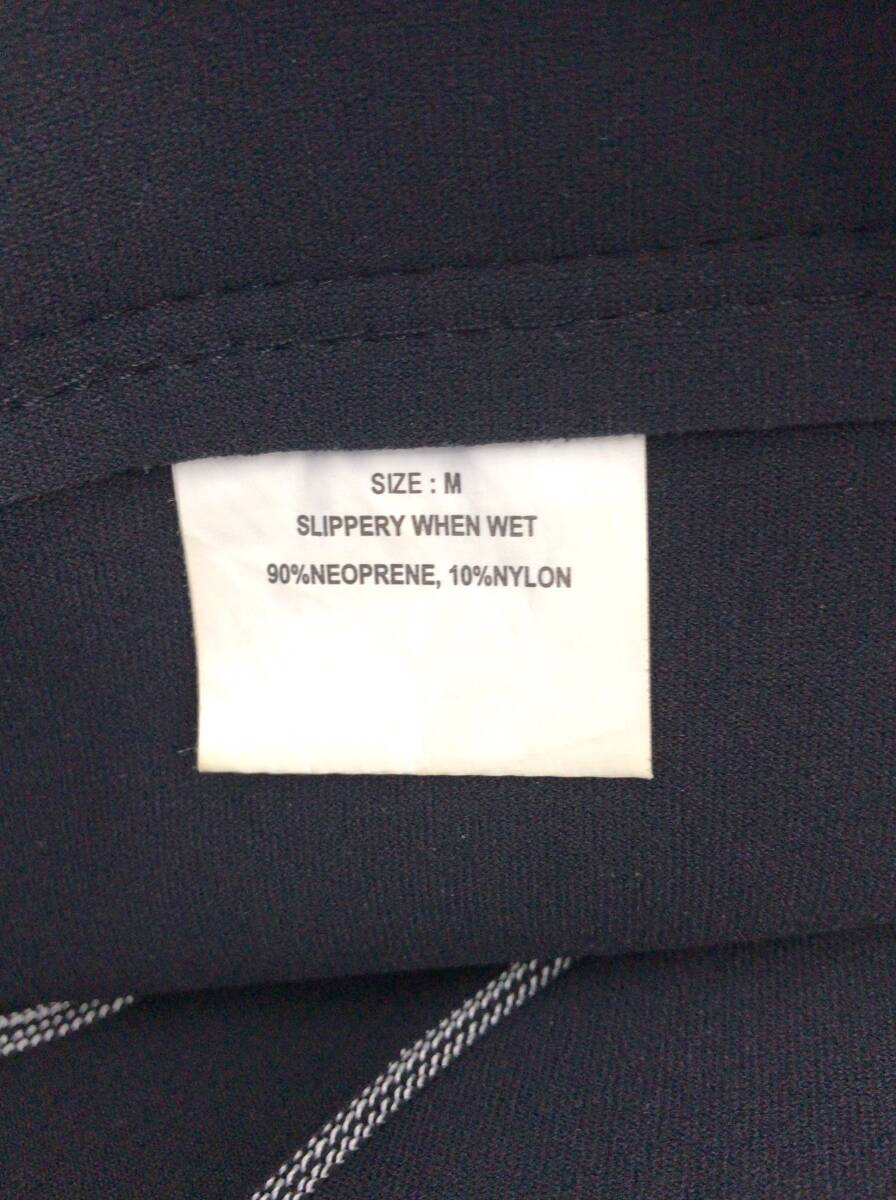 SIZE : M
SLIPPERY WHEN WET
90%NEOPRENE, 10%NYLON